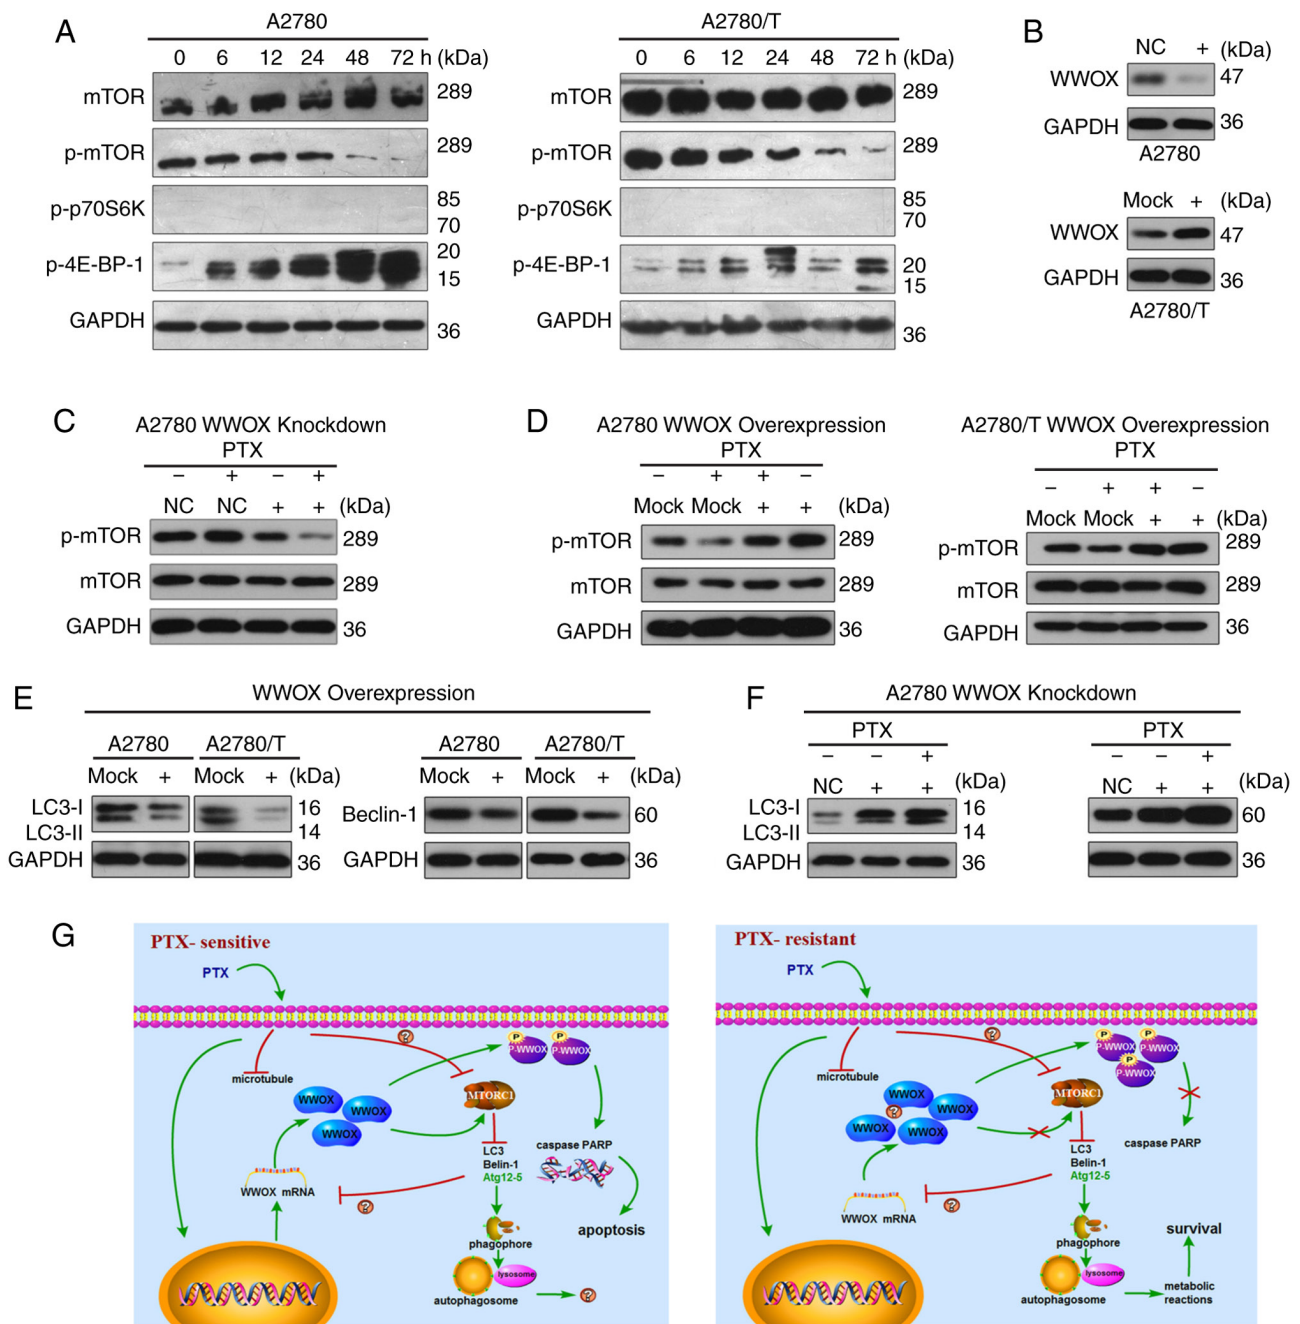 A
A2780
0 6 12 24 48 72 h (kDa)
mTOR 289
p-mTOR 289
p-p70S6K 85
70
p-4E-BP-1 20
15
GAPDH 36
A2780/T
0 6 12 24 48 72 h (kDa)
mTOR 289
p-mTOR 289
p-p70S6K 85
70
p-4E-BP-1 20
15
GAPDH 36
B
NC + (kDa)
WWOX 47
GAPDH 36
A2780
Mock + (kDa)
WWOX 47
GAPDH 36
A2780/T
C
A2780 WWOX Knockdown
PTX
– + – +
NC NC + + (kDa)
p-mTOR 289
mTOR 289
GAPDH 36
D
A2780 WWOX Overexpression
PTX
– + + –
Mock Mock + + (kDa)
p-mTOR 289
mTOR 289
GAPDH 36
A2780/T WWOX Overexpression
PTX
– + + –
Mock Mock + + (kDa)
p-mTOR 289
mTOR 289
GAPDH 36
E
WWOX Overexpression
A2780 A2780/T
Mock + Mock + (kDa)
LC3-I 16
LC3-II 14
GAPDH 36
A2780 A2780/T
Mock + Mock + (kDa)
Beclin-1 60
GAPDH 36
F
A2780 WWOX Knockdown
PTX
– – +
NC + + (kDa)
LC3-I 16
LC3-II 14
GAPDH 36
PTX
– – +
NC + + (kDa)
60
36
G
PTX- sensitive
PTX
?
P P
P-WWOX P-WWOX
microtubule
MTORC1
WWOX
WWOX
WWOX
caspase PARP
LC3
Belin-1
Atg12-5
WWOX mRNA
?
apoptosis
phagophore
lysosome
autophagosome
?
PTX- resistant
PTX
?
P P
P-WWOX P-WWOX
P
P-WWOX
microtubule
MTORC1
WWOX
? WWOX
WWOX WWOX
caspase PARP
LC3
Belin-1
Atg12-5
WWOX mRNA
?
survival
phagophore
lysosome
autophagosome
metabolic
reactions